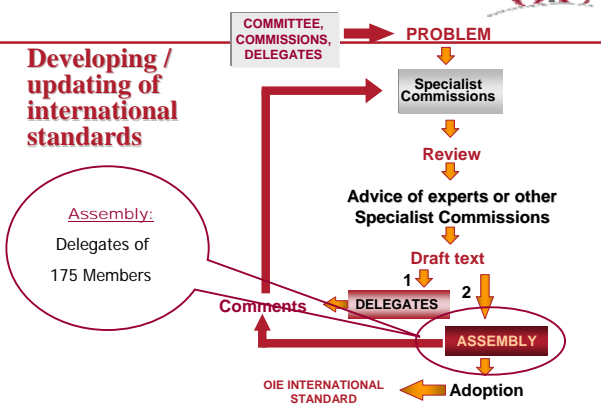 COMMITTEE,
COMMISSIONS,
DELEGATES
PROBLEM
Developing /
updating of
international
standards
Specialist
Commissions
Review
Advice of experts or other
Specialist Commissions
Assembly:
Delegates of
175 Members
Draft text
1
2
Comments
DELEGATES
ASSEMBLY
OIE INTERNATIONAL
STANDARD
Adoption